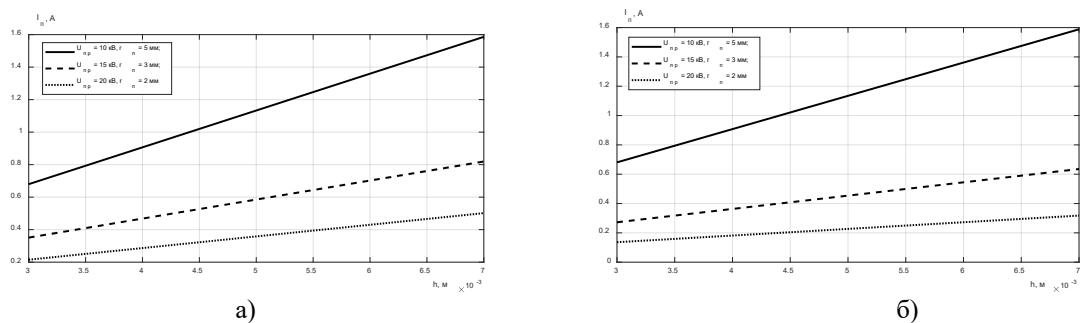 I п , А
1.6
1.4
1.2
1
0.8
0.6
0.4
0.2
U пр = 10 кВ, r п = 5 мм;
U пр = 15 кВ, r п = 3 мм;
U пр = 20 кВ, r п = 2 мм
3 3.5 4 4.5 5 5.5 6 6.5 7
h, м ×10 -3
а)
I п , А
1.6
1.4
1.2
1
0.8
0.6
0.4
0.2
0
U пр = 10 кВ, r п = 5 мм;
U пр = 15 кВ, r п = 3 мм;
U пр = 20 кВ, r п = 2 мм
3 3.5 4 4.5 5 5.5 6 6.5 7
h, м ×10 -3
б)